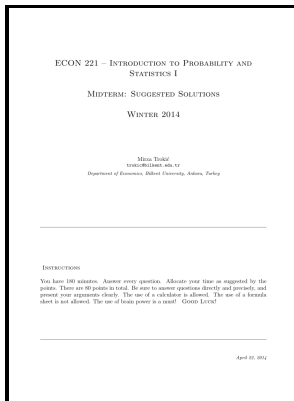 ECON 221 – Introduction to Probability and
Statistics I
Midterm: Suggested Solutions
Winter 2014
Mirza Trokić
trokic@bilkent.edu.tr
Department of Economics, Bilkent University, Ankara, Turkey
Instructions
You have 180 minutes. Answer every question. Allocate your time as suggested by the
points. There are 80 points in total. Be sure to answer questions directly and precisely, and
present your arguments clearly. The use of a calculator is allowed. The use of a formula
sheet is not allowed. The use of brain power is a must! Good Luck!
April 22, 2014